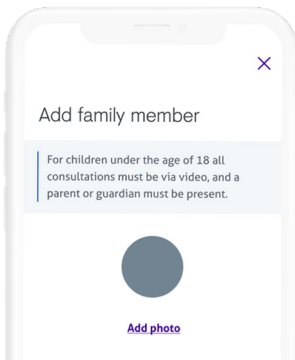 Add family member
For children under the age of 18 all
consultations must be via video, and a
parent or guardian must be present.
Add photo